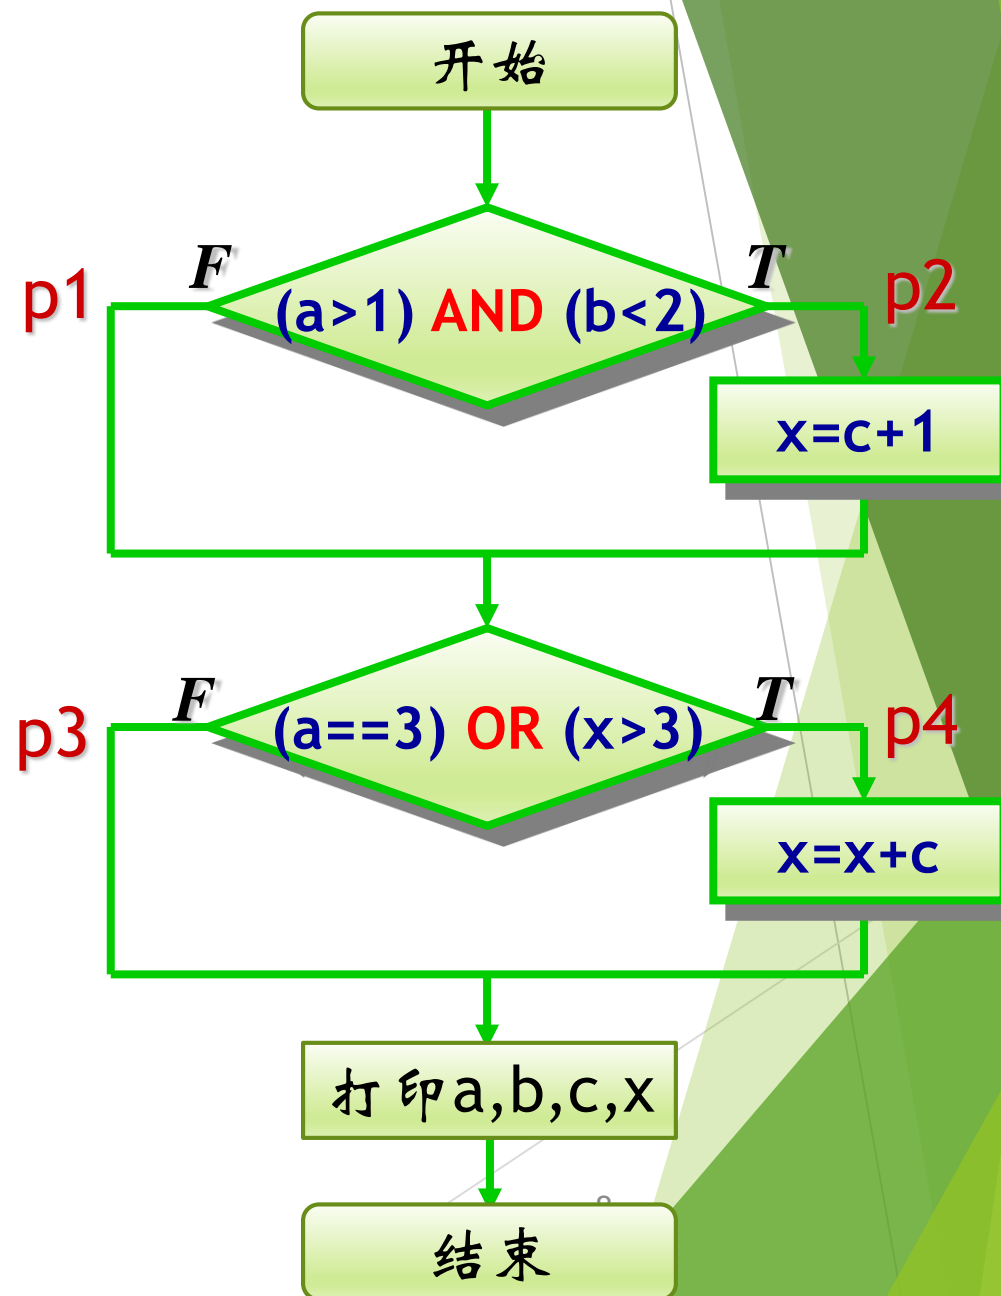 开始
F
T
p1
(a>1) AND (b<2)
p2
x=c+1
F
T
p3
(a==3) OR (x>3)
p4
x=x+c
打印a,b,c,x
结束